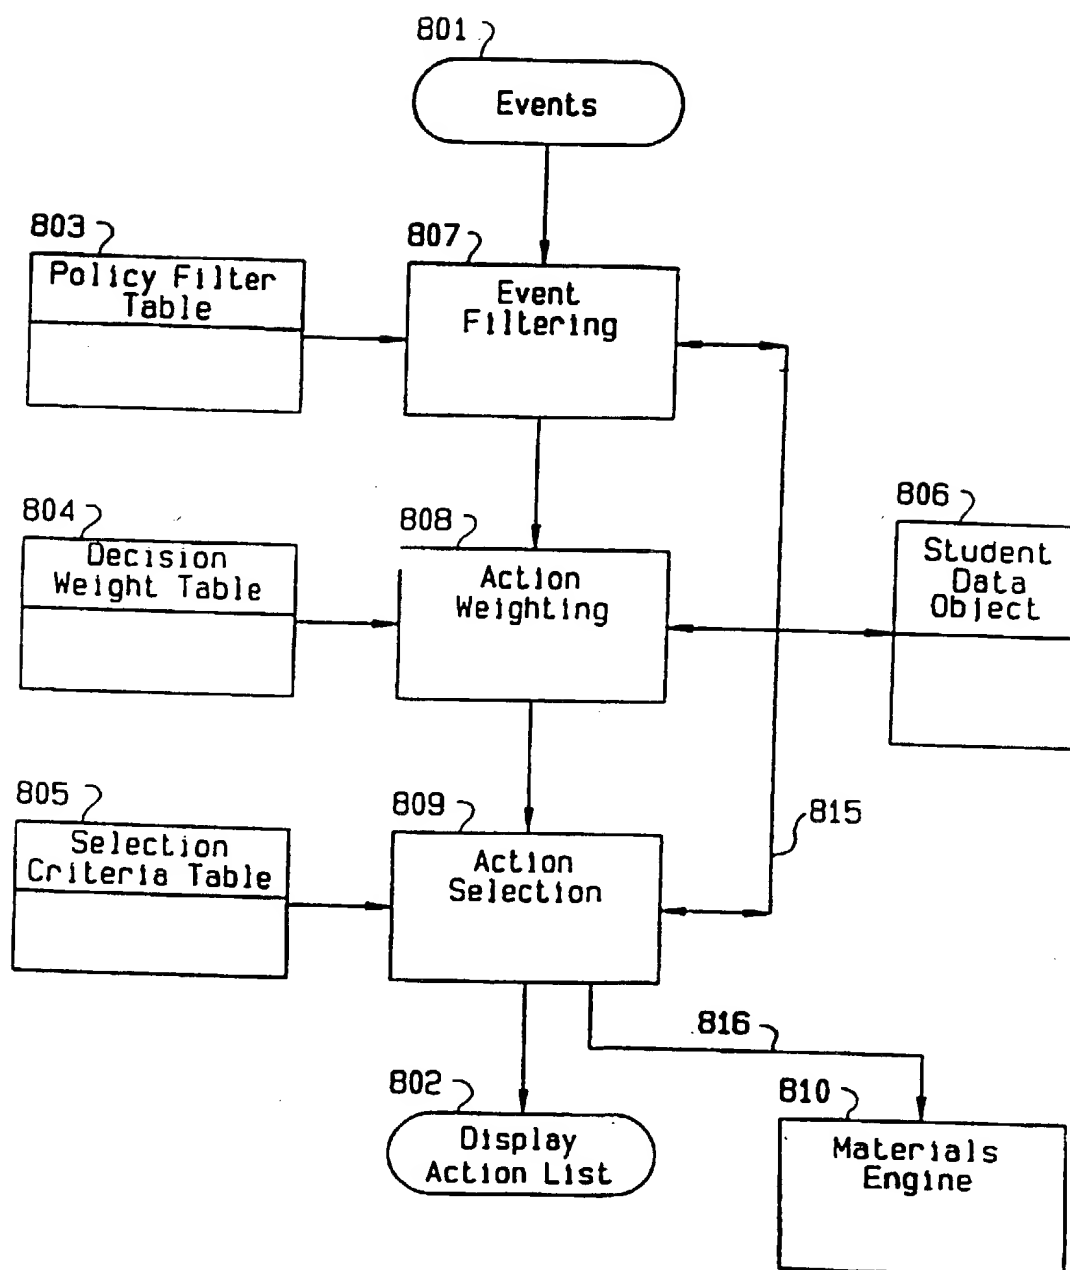 801
Events
803
Policy Filter
Table
807
Event
Filtering
804
Decision
Weight Table
808
Action
Weighting
806
Student
Data
Object
805
Selection
Criteria Table
809
Action
Selection
815
816
802
Display
Action List
810
Materials
Engine